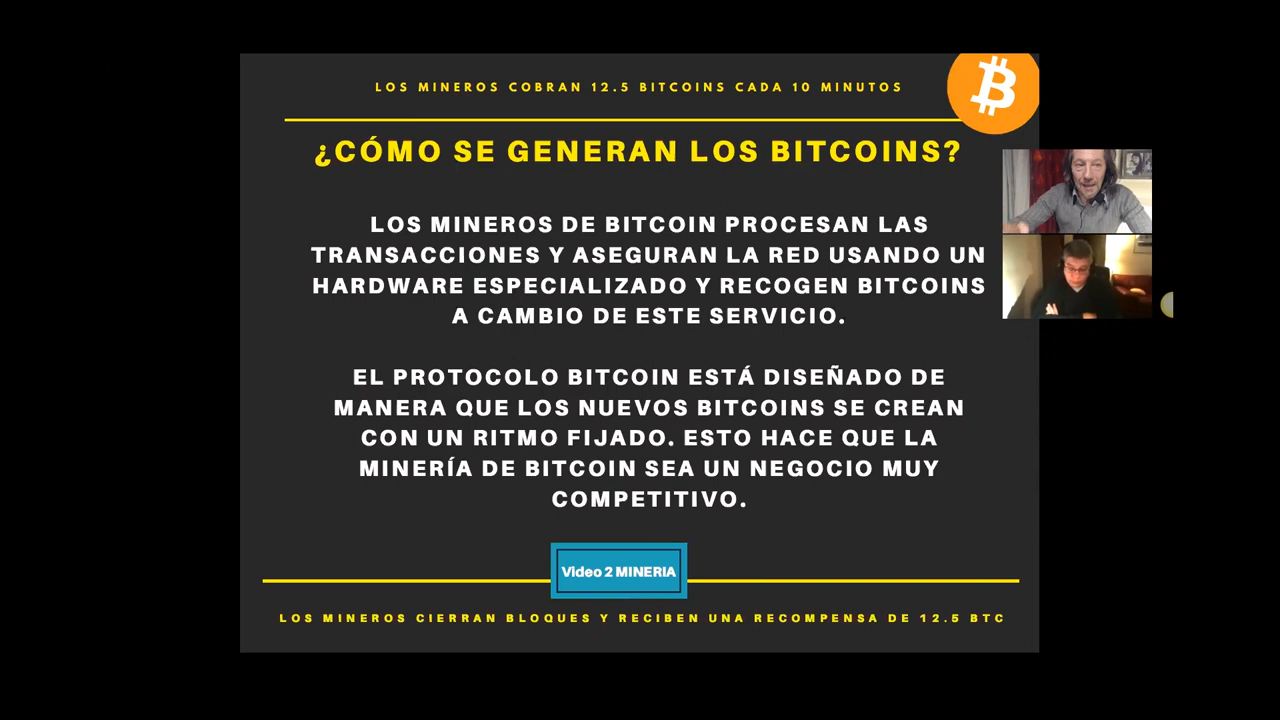 LOS MINEROS COBRAN 12.5 BITCOINS CADA 10 MINUTOS
¿CÓMO SE GENERAN LOS BITCOINS?
LOS MINEROS DE BITCOIN PROCESAN LAS
TRANSACCIONES Y ASEGURAN LA RED USANDO UN
HARDWARE ESPECIALIZADO Y RECOGEN BITCOINS
A CAMBIO DE ESTE SERVICIO.
EL PROTOCOLO BITCOIN ESTÁ DISEÑADO DE
MANERA QUE LOS NUEVOS BITCOINS SE CREAN
CON UN RITMO FIJADO. ESTO HACE QUE LA
MINERÍA DE BITCOIN SEA UN NEGOCIO MUY
COMPETITIVO.
Video 2 MINERIA
LOS MINEROS CIERRAN BLOQUES Y RECIBEN UNA RECOMPENSA DE 12.5 BTC